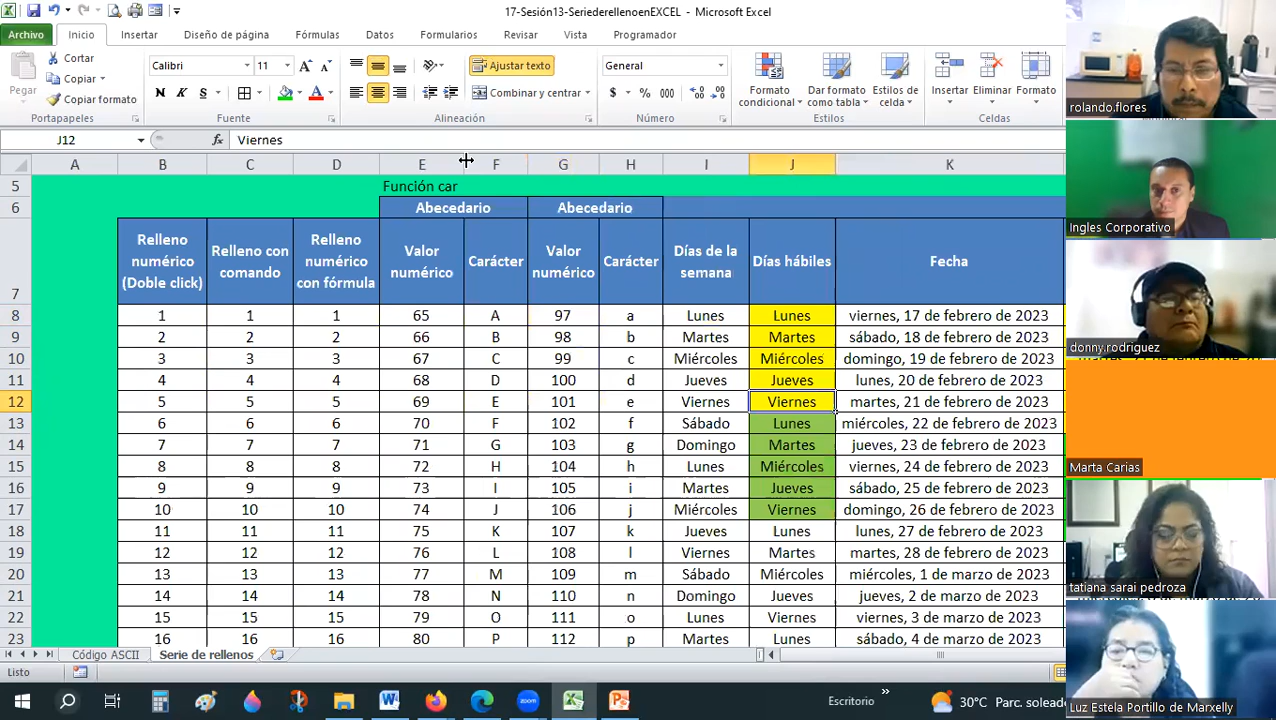 17-Sesión13-SeriederellenoenEXCEL - Microsoft Excel
Archivo Inicio Insertar Diseño de página Fórmulas Datos Formularios Revisar Vista Programador
Pegar
Cortar
Copiar
Copiar formato
Portapapeles
Calibri 11
N K S
Fuente
Ajustar texto
Combinar y centrar
Alineación
General
$ % 000
Número
Formato condicional
Dar formato como tabla
Estilos de celda
Estilos
Insertar Eliminar Formato
Celdas
J12 fx Viernes
A B C D E F G H I J K
5 Función car
6 Abecedario Abecedario
7 Relleno numérico (Doble click) Relleno con comando Relleno numérico con fórmula Valor numérico Carácter Valor numérico Carácter Días de la semana Días hábiles Fecha
8 1 1 1 65 A 97 a Lunes Lunes viernes, 17 de febrero de 2023
9 2 2 2 66 B 98 b Martes Martes sábado, 18 de febrero de 2023
10 3 3 3 67 C 99 c Miércoles Miércoles domingo, 19 de febrero de 2023
11 4 4 4 68 D 100 d Jueves Jueves lunes, 20 de febrero de 2023
12 5 5 5 69 E 101 e Viernes Viernes martes, 21 de febrero de 2023
13 6 6 6 70 F 102 f Sábado Lunes miércoles, 22 de febrero de 2023
14 7 7 7 71 G 103 g Domingo Martes jueves, 23 de febrero de 2023
15 8 8 8 72 H 104 h Lunes Miércoles viernes, 24 de febrero de 2023
16 9 9 9 73 I 105 i Martes Jueves sábado, 25 de febrero de 2023
17 10 10 10 74 J 106 j Miércoles Viernes domingo, 26 de febrero de 2023
18 11 11 11 75 K 107 k Jueves Lunes lunes, 27 de febrero de 2023
19 12 12 12 76 L 108 l Viernes Martes martes, 28 de febrero de 2023
20 13 13 13 77 M 109 m Sábado Miércoles miércoles, 1 de marzo de 2023
21 14 14 14 78 N 110 n Domingo Jueves jueves, 2 de marzo de 2023
22 15 15 15 79 O 111 o Lunes Viernes viernes, 3 de marzo de 2023
23 16 16 16 80 P 112 p Martes Lunes sábado, 4 de marzo de 2023
Código ASCII Serie de rellenos
Listo
Escritorio » 30°C Parc. soleado
rolando.flores
Ingles Corporativo
donny.rodriguez
Marta Carias
tatiana sarai pedroza
Luz Estela Portillo de Marxelly